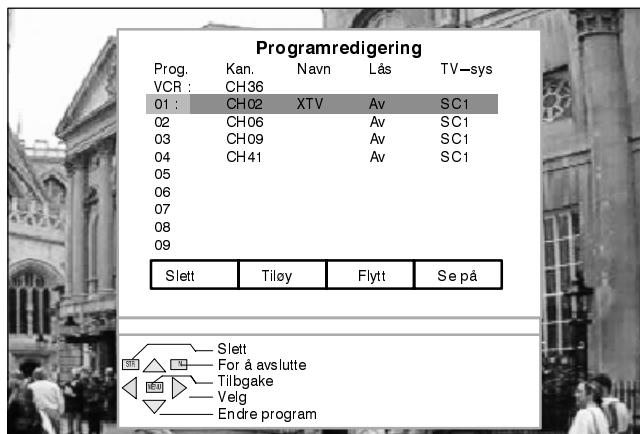 Programredigering
Prog. Kan. Navn Lås TV–sys
VCR : CH36
01 : CH02 XTV Av SC1
02 CH06 Av SC1
03 CH09 Av SC1
04 CH41 Av SC1
05
06
07
08
09
Slett Tiløy Flytt Se på
Slett
STR N For å avslutte
MENU Tilbgake
Velg
Endre program